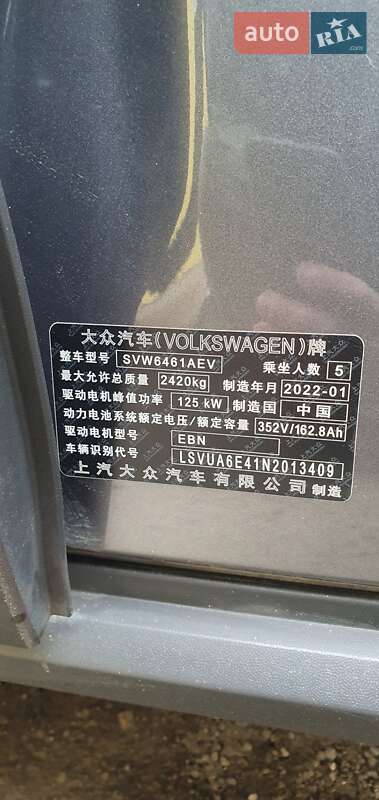 auto RIA .com
大众汽车(VOLKSWAGEN)牌
整车型号 SVW6461AEV 乘坐人数 5
最大允许总质量 2420kg 制造年月 2022-01
驱动电机峰值功率 125 kW 制造国 中国
动力电池系统额定电压/额定容量 352V/162.8Ah
驱动电机型号 EBN
车辆识别代号 LSVUA6E41N2013409
上汽大众汽车有限公司 制造